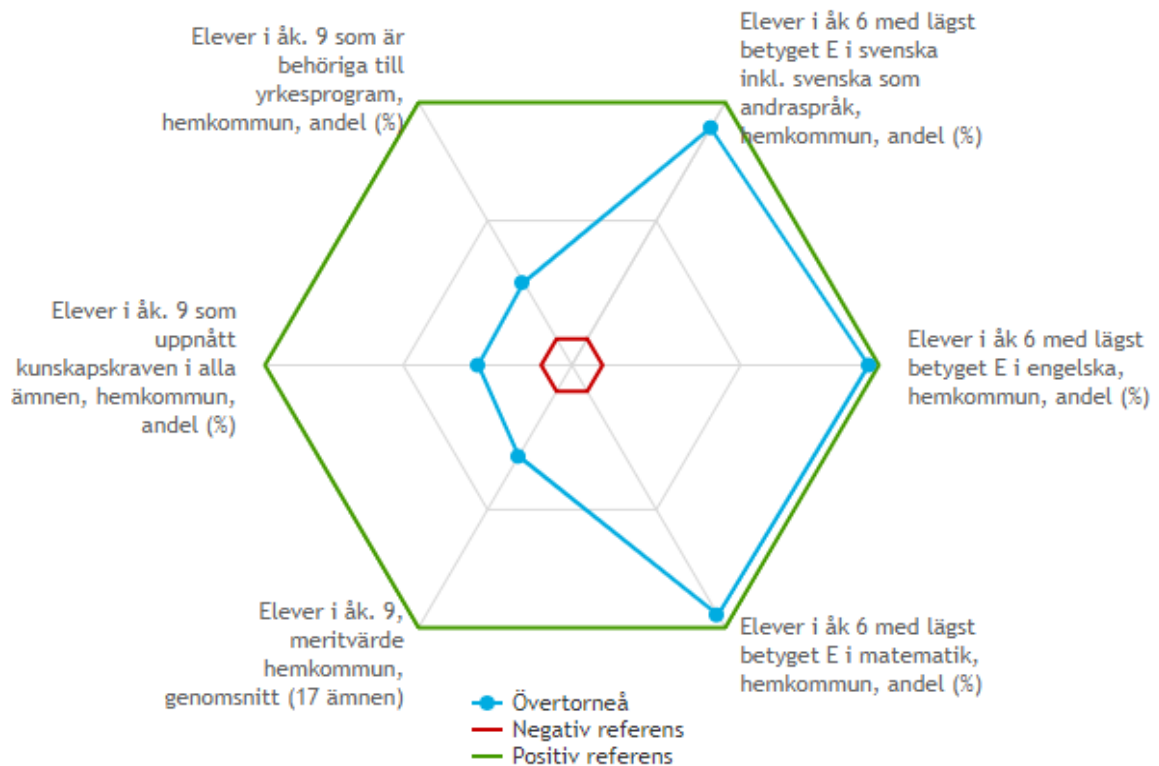 Elever i åk. 9 som är
behöriga till
yrkesprogram,
hemkommun, andel (%)
Elever i åk 6 med lägst
betyget E i svenska
inkl. svenska som
andraspråk,
hemkommun, andel (%)
Elever i åk. 9 som
uppnått
kunskapskraven i alla
ämnen, hemkommun,
andel (%)
Elever i åk 6 med lägst
betyget E i engelska,
hemkommun, andel (%)
Elever i åk. 9,
meritvärde
hemkommun,
genomsnitt (17 ämnen)
Elever i åk 6 med lägst
betyget E i matematik,
hemkommun, andel (%)
Övertorneå
Negativ referens
Positiv referens